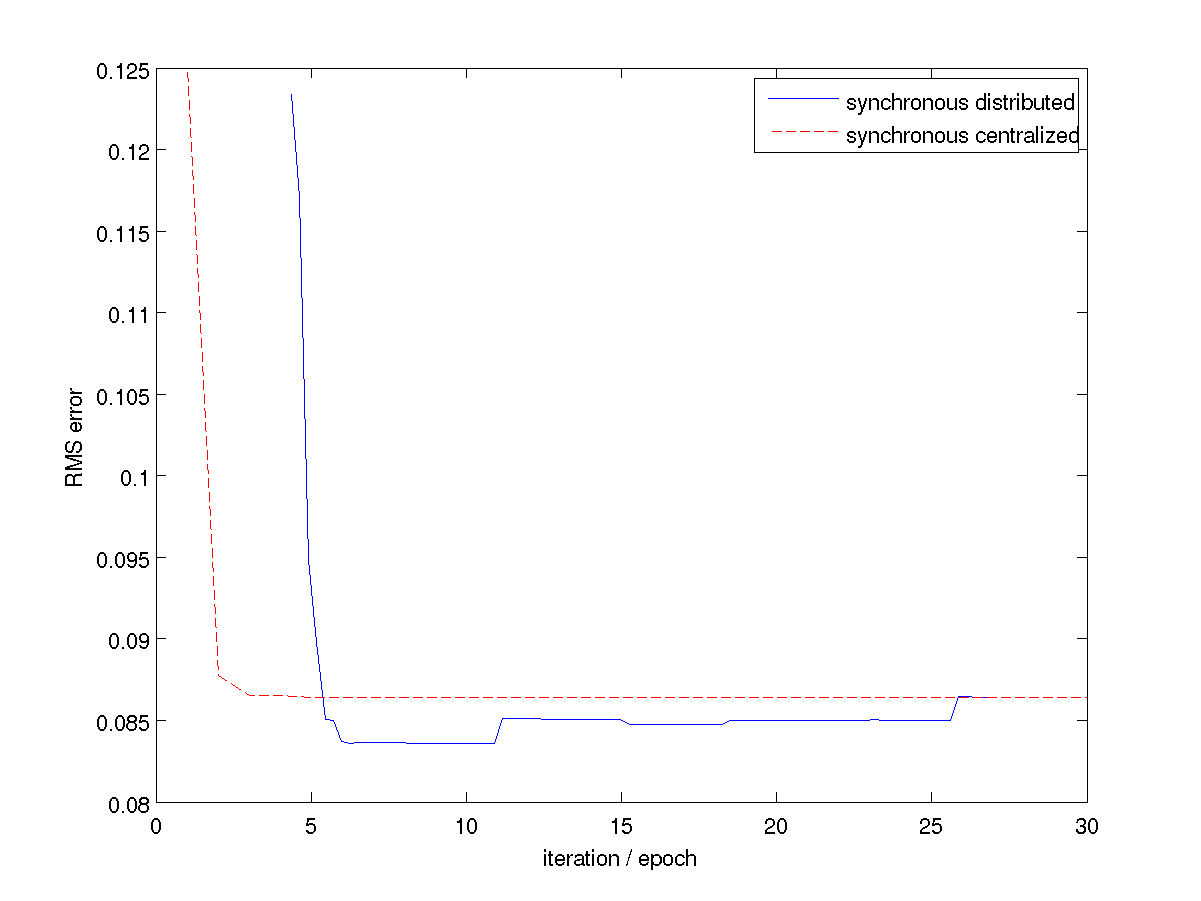 0.125
0.12
0.115
0.11
0.105
0.1
0.095
0.09
0.085
0.08
RMS error
synchronous distributed
synchronous centralized
0 5 10 15 20 25 30
iteration / epoch